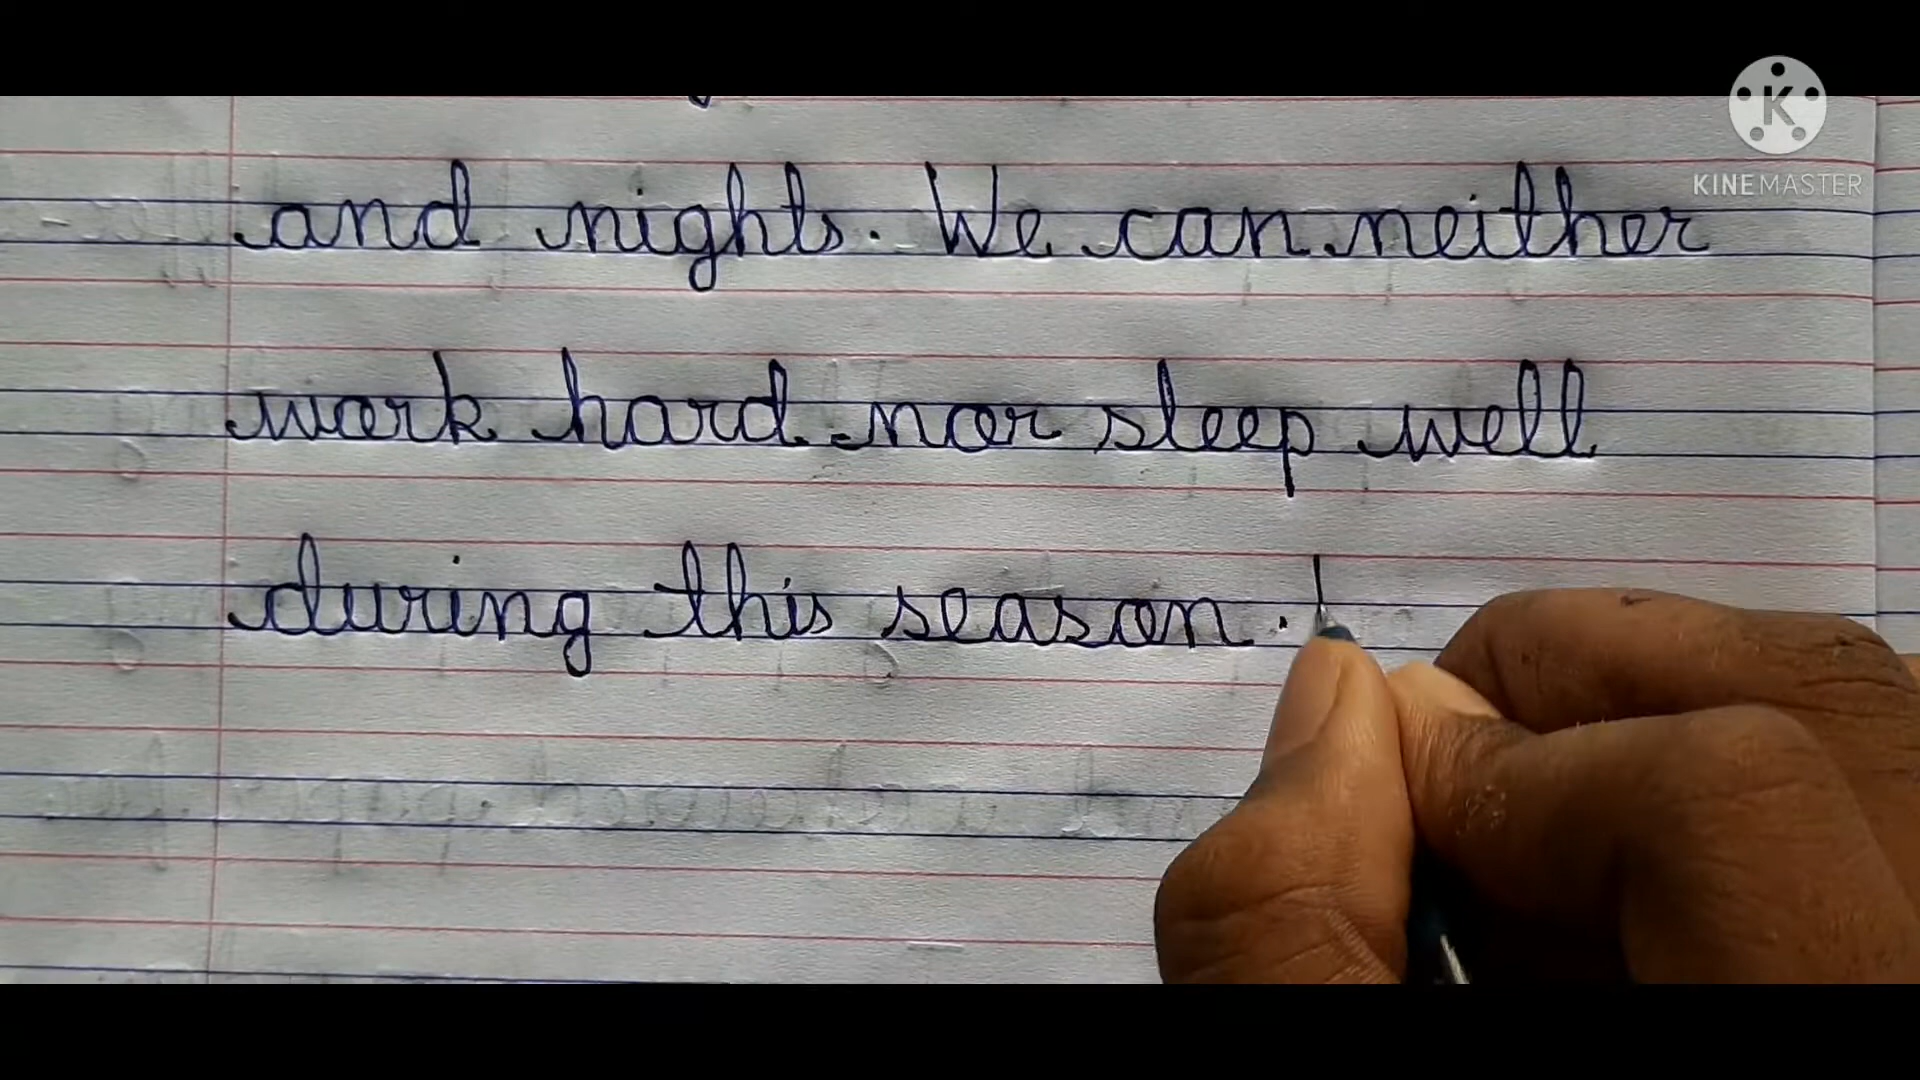 K
KINEMASTER
and nights. We can neither
work hard nor sleep well
during this season.